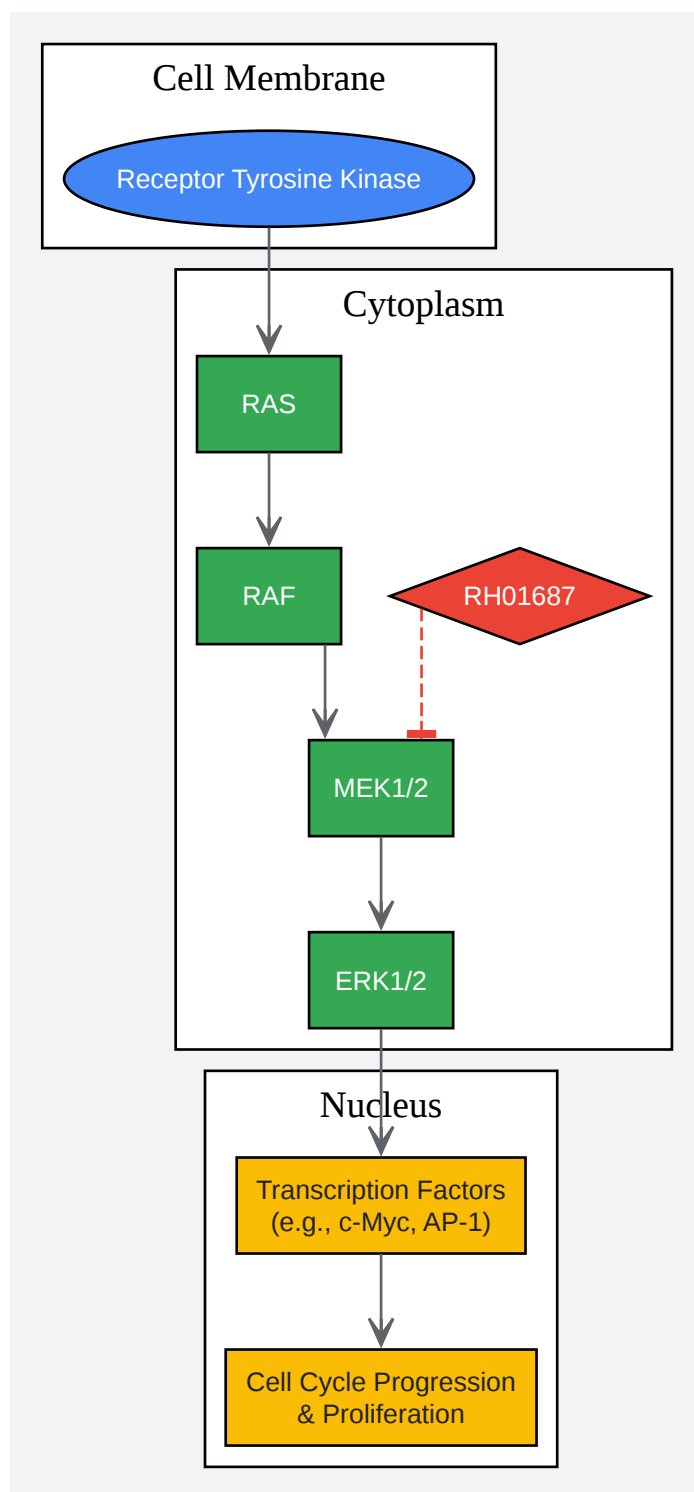 Cell Membrane
Receptor Tyrosine Kinase
Cytoplasm
RAS
RAF
RH01687
MEK1/2
ERK1/2
Nucleus
Transcription Factors
(e.g., c-Myc, AP-1)
Cell Cycle Progression
& Proliferation